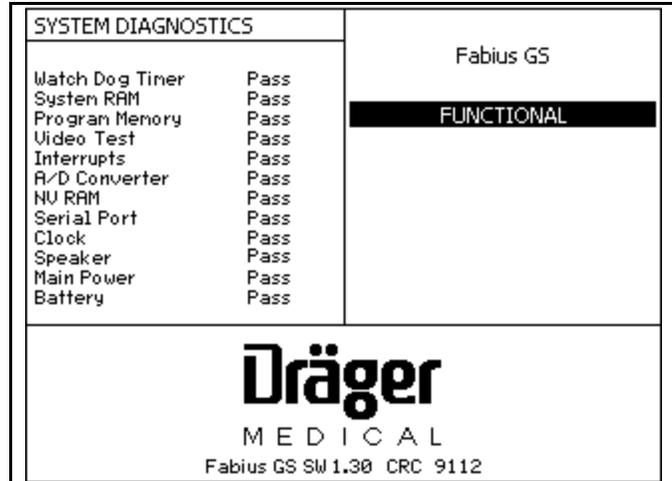 SYSTEM DIAGNOSTICS
Watch Dog Timer Pass
System RAM Pass
Program Menory Pass
Video Test Pass
Interrupts Pass
A/D Converter Pass
NV RAM Pass
Serial Port Pass
Clock Pass
Speaker Pass
Main Power Pass
Battery Pass
Fabius GS
FUNCTIONAL
Dräger
MEDICAL
Fabius GS SW 1.30 CRC 9112